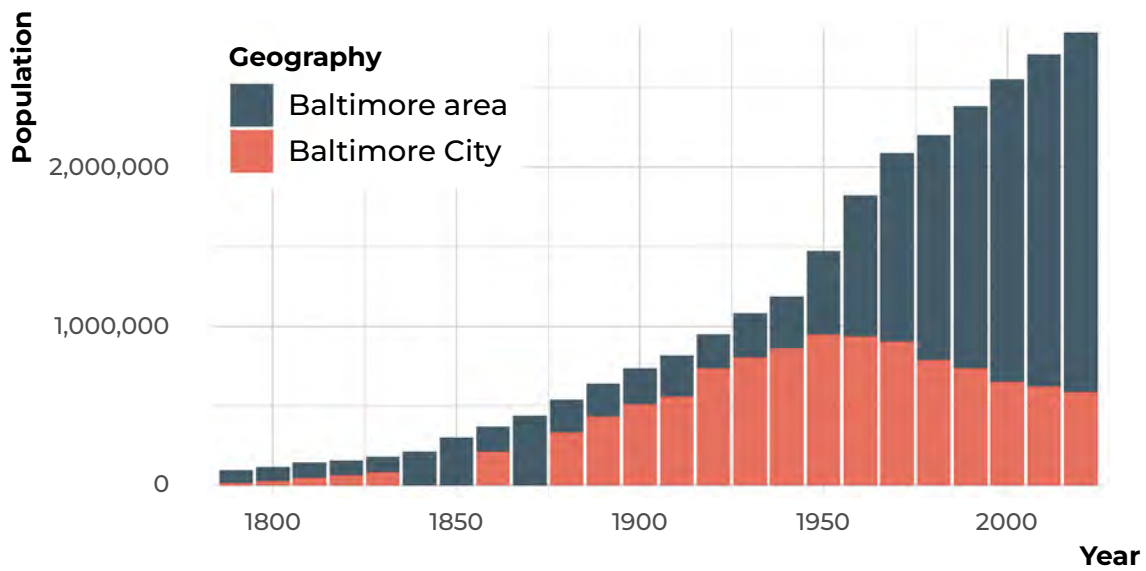 Population
Geography
Baltimore area
Baltimore City
2,000,000
1,000,000
0
1800
1850
1900
1950
2000
Year